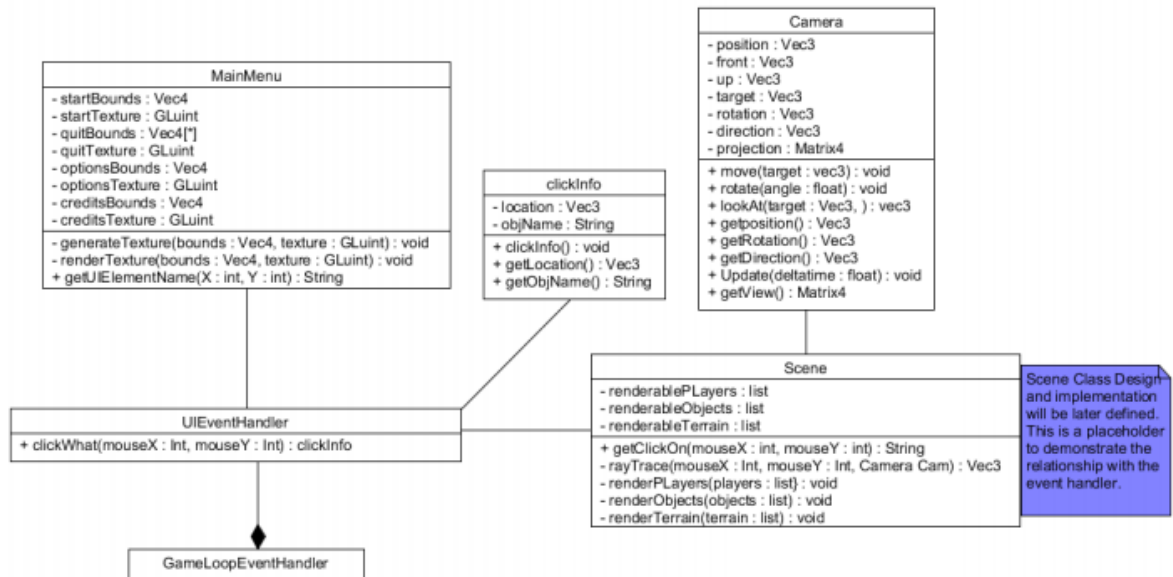 MainMenu
- startBounds : Vec4
- startTexture : GLuint
- quitBounds : Vec4[*]
- quitTexture : GLuint
- optionsBounds : Vec4
- optionsTexture : GLuint
- creditsBounds : Vec4
- creditsTexture : GLuint
- generateTexture(bounds : Vec4, texture : GLuint) : void
- renderTexture(bounds : Vec4, texture : GLuint) : void
+ getUIElementName(X : int, Y : int) : String
clickInfo
- location : Vec3
- objName : String
+ clickInfo() : void
+ getLocation() : Vec3
+ getObjName() : String
Camera
- position : Vec3
- front : Vec3
- up : Vec3
- target : Vec3
- rotation : Vec3
- direction : Vec3
- projection : Matrix4
+ move(target : vec3) : void
+ rotate(angle : float) : void
+ lookAt(target : Vec3, ) : vec3
+ getposition() : Vec3
+ getRotation() : Vec3
+ getDirection() : Vec3
+ Update(deltatime : float) : void
+ getView() : Matrix4
UIEventHandler
+ clickWhat(mouseX : Int, mouseY : Int) : clickInfo
Scene
- renderablePLayers : list
- renderableObjects : list
- renderableTerrain : list
+ getClickOn(mouseX : int, mouseY : int) : String
- rayTrace(mouseX : Int, mouseY : Int, Camera Cam) : Vec3
- renderPLayers(players : list} : void
- renderObjects(objects : list) : void
- renderTerrain(terrain : list) : void
Scene Class Design
and implementation
will be later defined.
This is a placeholder
to demonstrate the
relationship with the
event handler.
GameLoopEventHandler